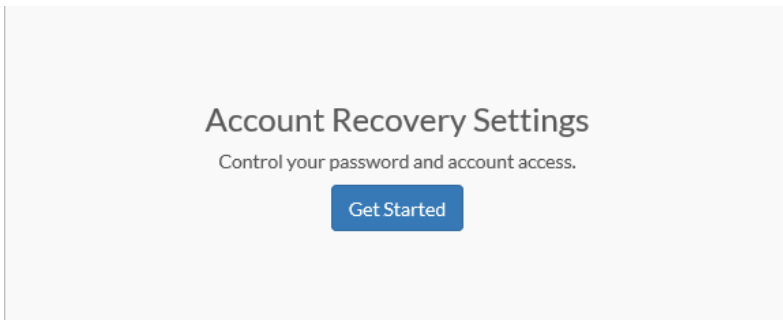 Account Recovery Settings
Control your password and account access.
Get Started